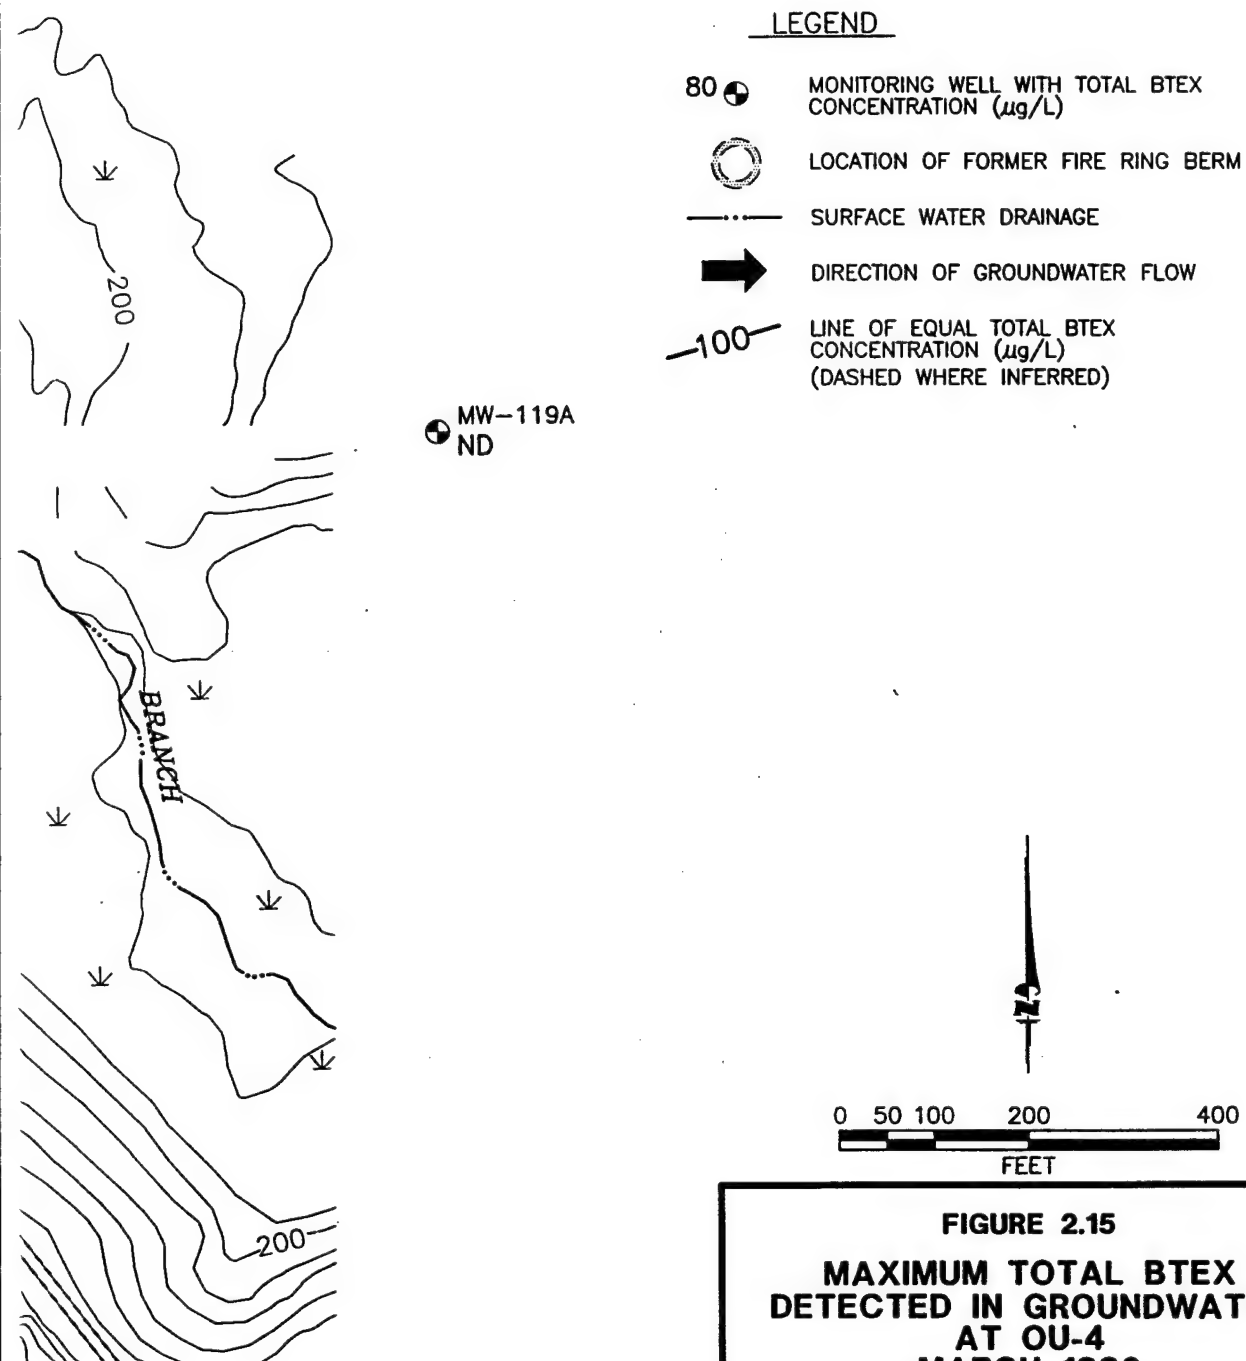 LEGEND
80
MONITORING WELL WITH TOTAL BTEX
CONCENTRATION (µg/L)
LOCATION OF FORMER FIRE RING BERM
SURFACE WATER DRAINAGE
DIRECTION OF GROUNDWATER FLOW
—100—
LINE OF EQUAL TOTAL BTEX
CONCENTRATION (µg/L)
(DASHED WHERE INFERRED)
200
MW-119A
ND
BRANCH
200
N
0 50 100 200 400
FEET
FIGURE 2.15
MAXIMUM TOTAL BTEX
DETECTED IN GROUNDWAT
AT OU-4
MARCH